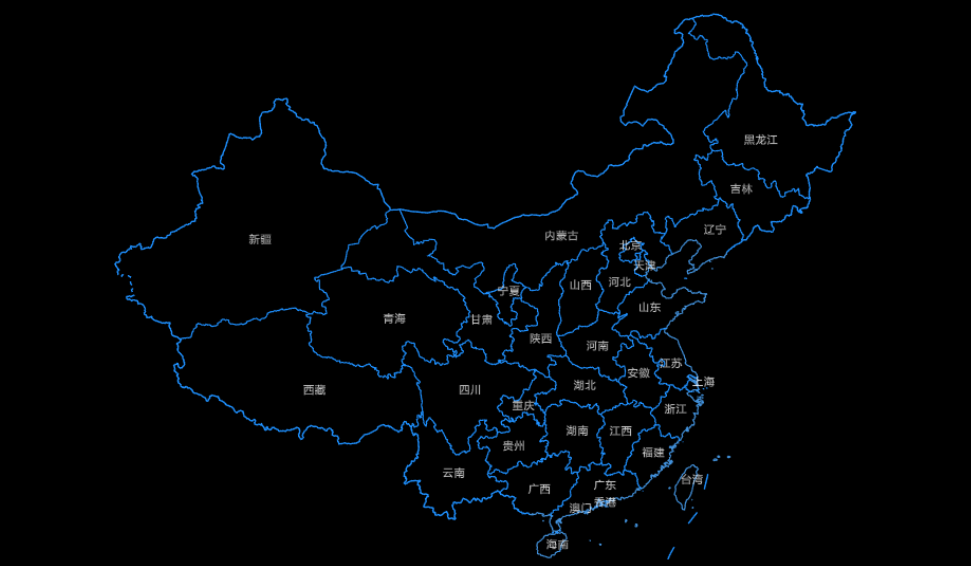 黑龙江
吉林
辽宁
内蒙古
新疆
北京
天津
河北
山西
宁夏
山东
青海
甘肃
陕西
河南
江苏
安徽
上海
湖北
西藏
四川
重庆
浙江
湖南
江西
贵州
福建
云南
台湾
广东
广西
香港
澳门
海南